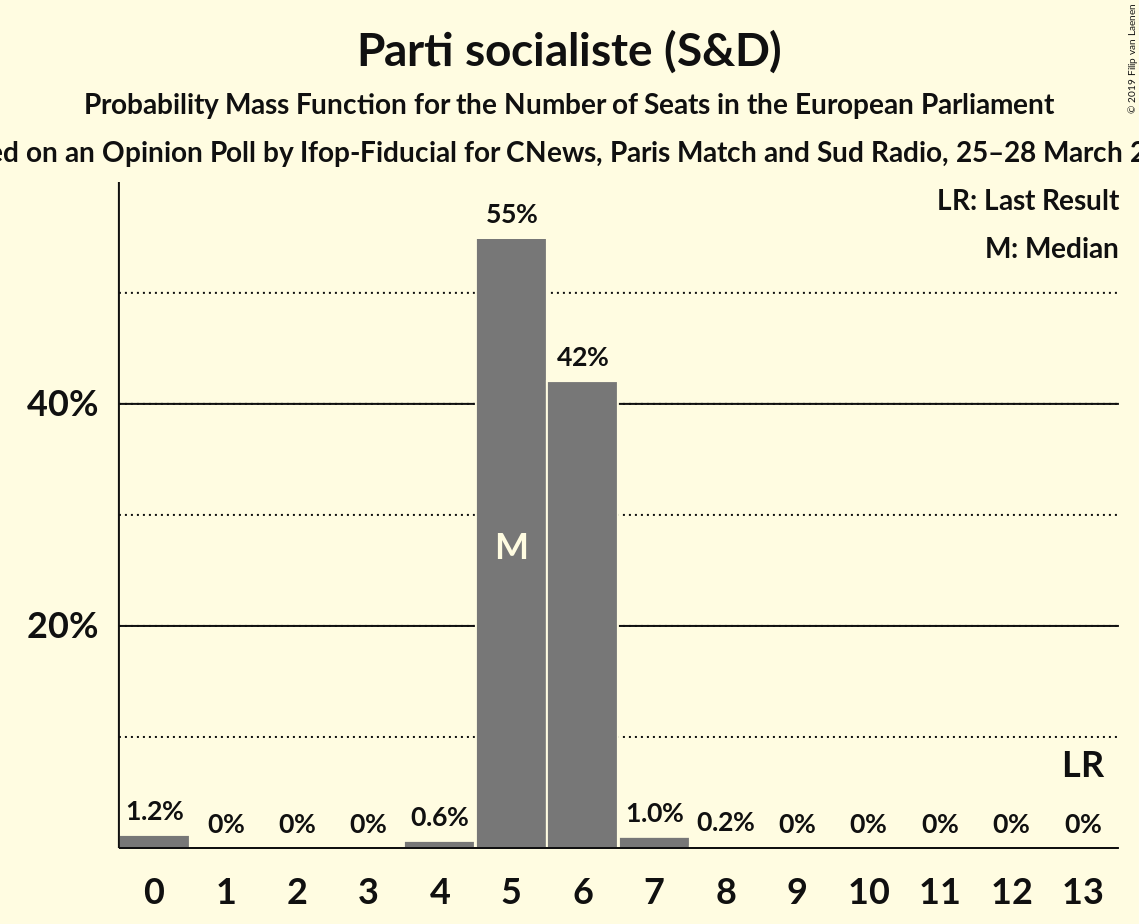 Parti socialiste (S&D)
Probability Mass Function for the Number of Seats in the European Parliament
on an Opinion Poll by Ifop-Fiducial for CNews, Paris Match and Sud Radio, 25–28 March
© 2019 Filip van Laenen
LR: Last Result
M: Median
55%
42%
40%
M
20%
LR
1.2% 0% 0% 0% 0.6% 1.0% 0.2% 0% 0% 0% 0% 0%
0 1 2 3 4 5 6 7 8 9 10 11 12 13